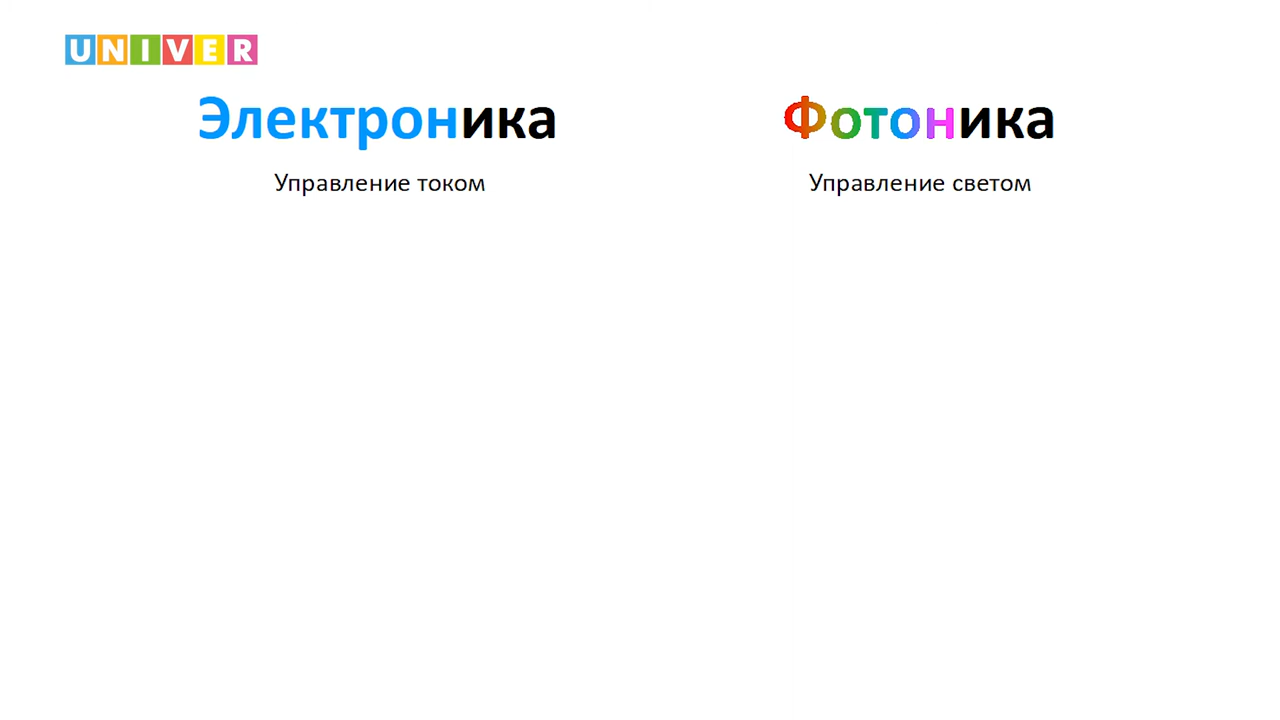 UNIVER
Электроника
Управление током
Фотоника
Управление светом